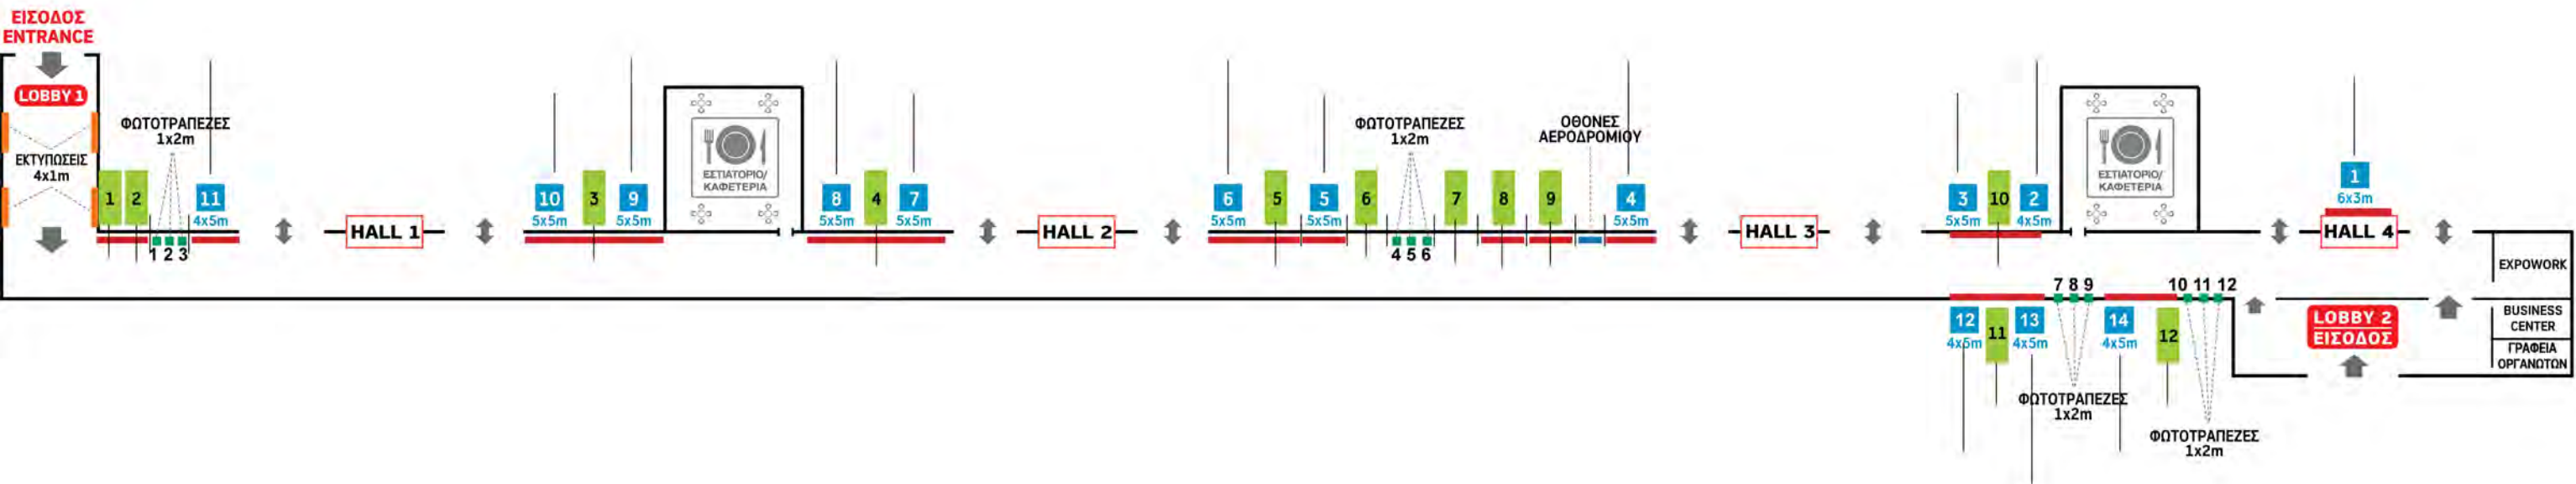 ΕΙΣΟΔΟΣ
ENTRANCE
LOBBY 1
ΕΚΤΥΠΩΣΕΙΣ
4x1m
ΦΩΤΟΤΡΑΠΕΖΕΣ
1x2m
1
2
11
4x5m
1 2 3
HALL 1
10
5x5m
3
9
5x5m
ΕΣΤΙΑΤΟΡΙΟ/
ΚΑΦΕΤΕΡΙΑ
8
5x5m
4
7
5x5m
HALL 2
6
5x5m
5
5
5x5m
6
ΦΩΤΟΤΡΑΠΕΖΕΣ
1x2m
4 5 6
7
8
9
ΟΘΟΝΕΣ
ΑΕΡΟΔΡΟΜΙΟΥ
4
5x5m
HALL 3
3
5x5m
10
2
4x5m
ΕΣΤΙΑΤΟΡΙΟ/
ΚΑΦΕΤΕΡΙΑ
1
6x3m
HALL 4
EXPOWORK
BUSINESS
CENTER
ΓΡΑΦΕΙΑ
ΟΡΓΑΝΩΤΩΝ
7 8 9
10 11 12
12
4x5m
11
13
4x5m
14
4x5m
12
LOBBY 2
ΕΙΣΟΔΟΣ
ΦΩΤΟΤΡΑΠΕΖΕΣ
1x2m
ΦΩΤΟΤΡΑΠΕΖΕΣ
1x2m